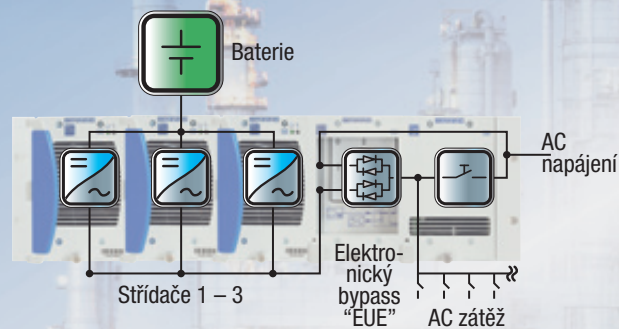 Baterie
AC
napájení
Střídače 1 – 3
Elektro-
nický
bypass
“EUE”
AC zátěž